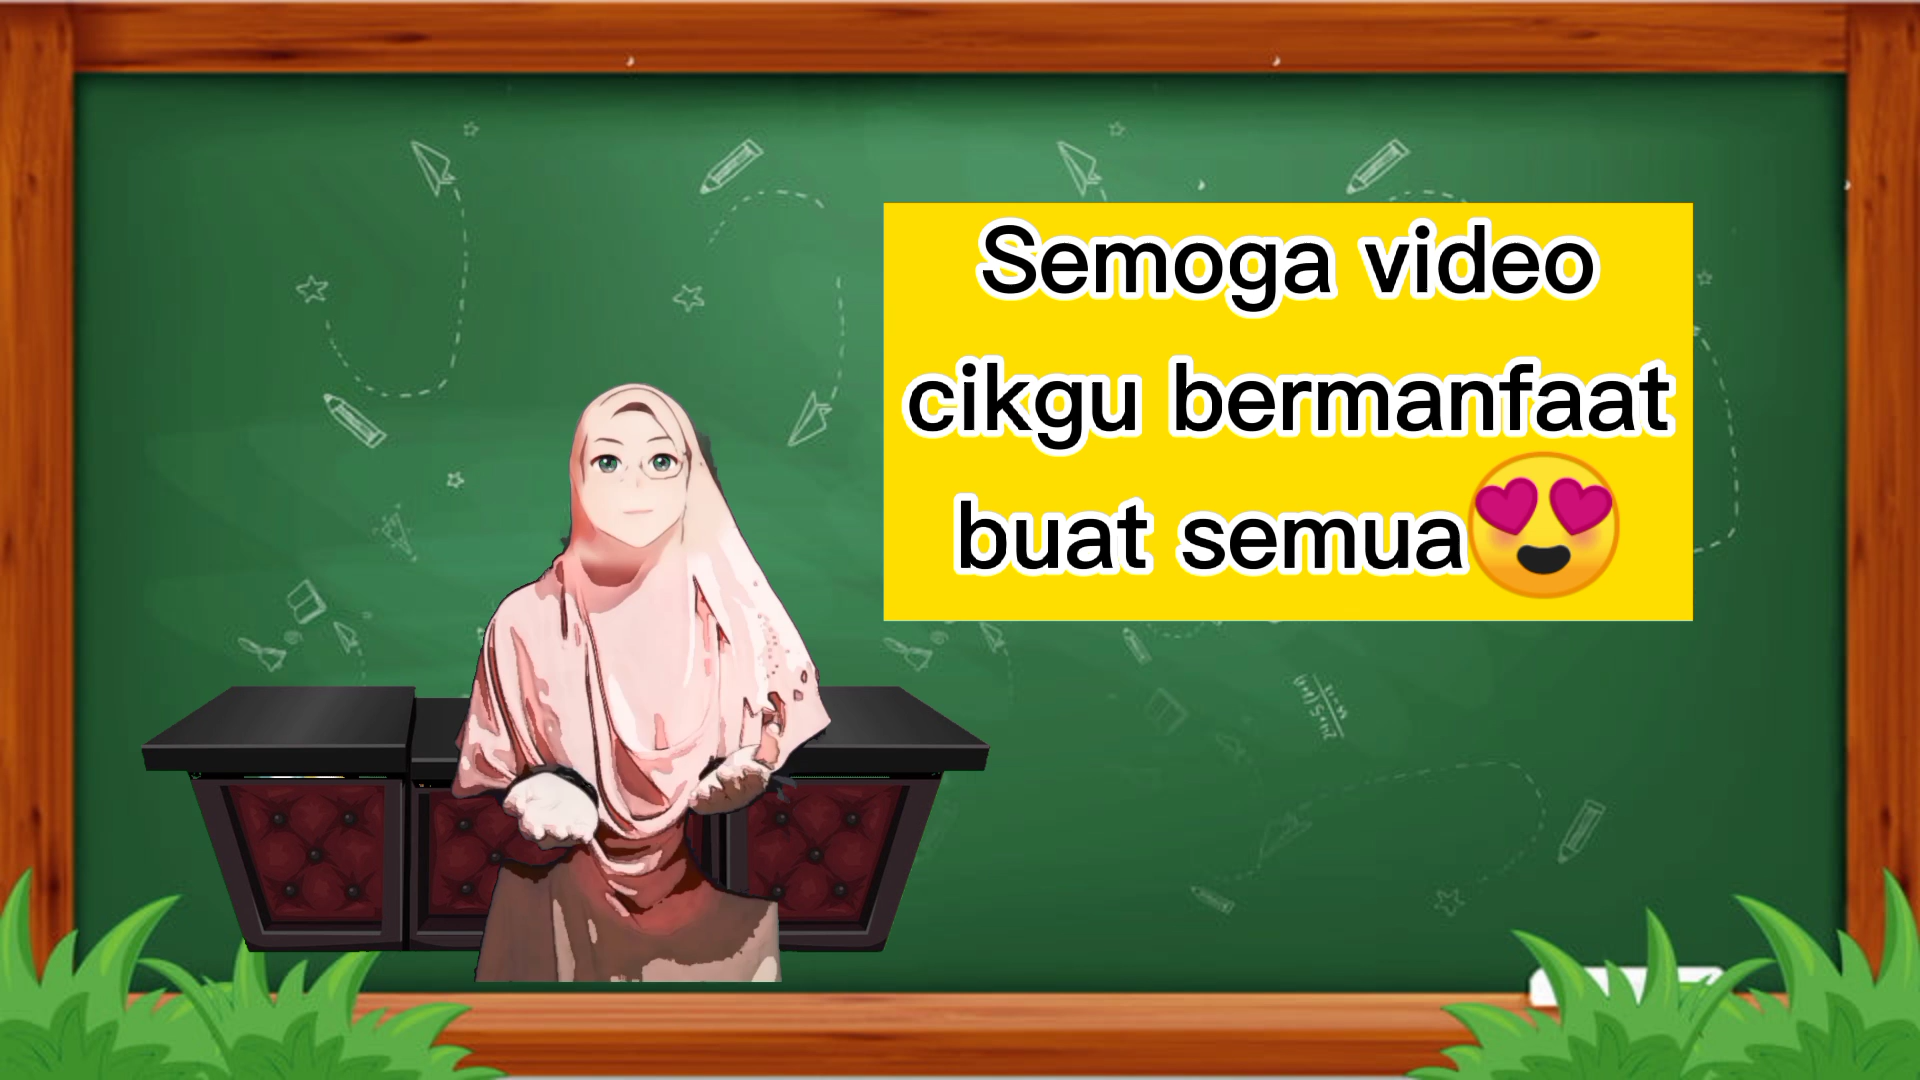 Semoga video
cikgu bermanfaat
buat semua😍